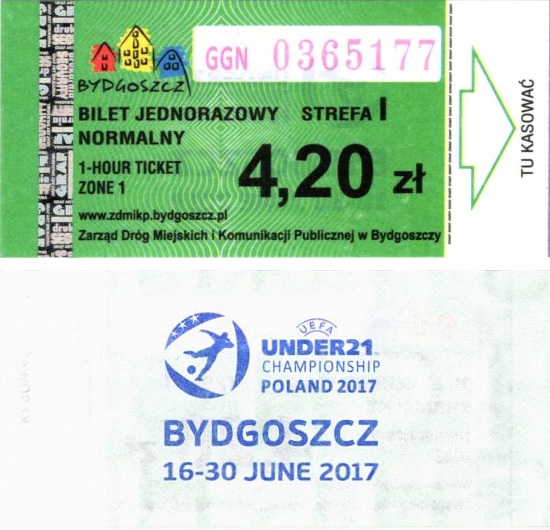 GGN 0365177
BYDGOSZCZ
BILET JEDNORAZOWY STREFA I
NORMALNY
1-HOUR TICKET
ZONE 1
4,20 zł
www.zdmikp.bydgoszcz.pl
Zarząd Dróg Miejskich i Komunikacji Publicznej w Bydgoszczy
TU KASOWAĆ
UEFA
UNDER21™
CHAMPIONSHIP
POLAND 2017
BYDGOSZCZ
16-30 JUNE 2017